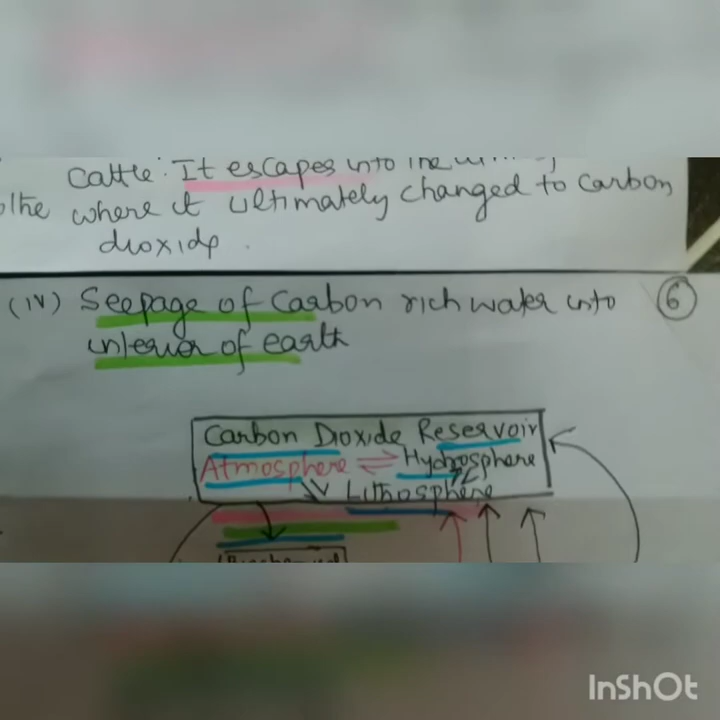 Cattle. It escapes into the
where it ultimately changed to Carbon
dioxide.
(iv) Seepage of Carbon rich water into
interior of earth
6
Carbon Dioxide Reservoir
Atmosphere ⇌ Hydrosphere
Lithosphere
InShOt